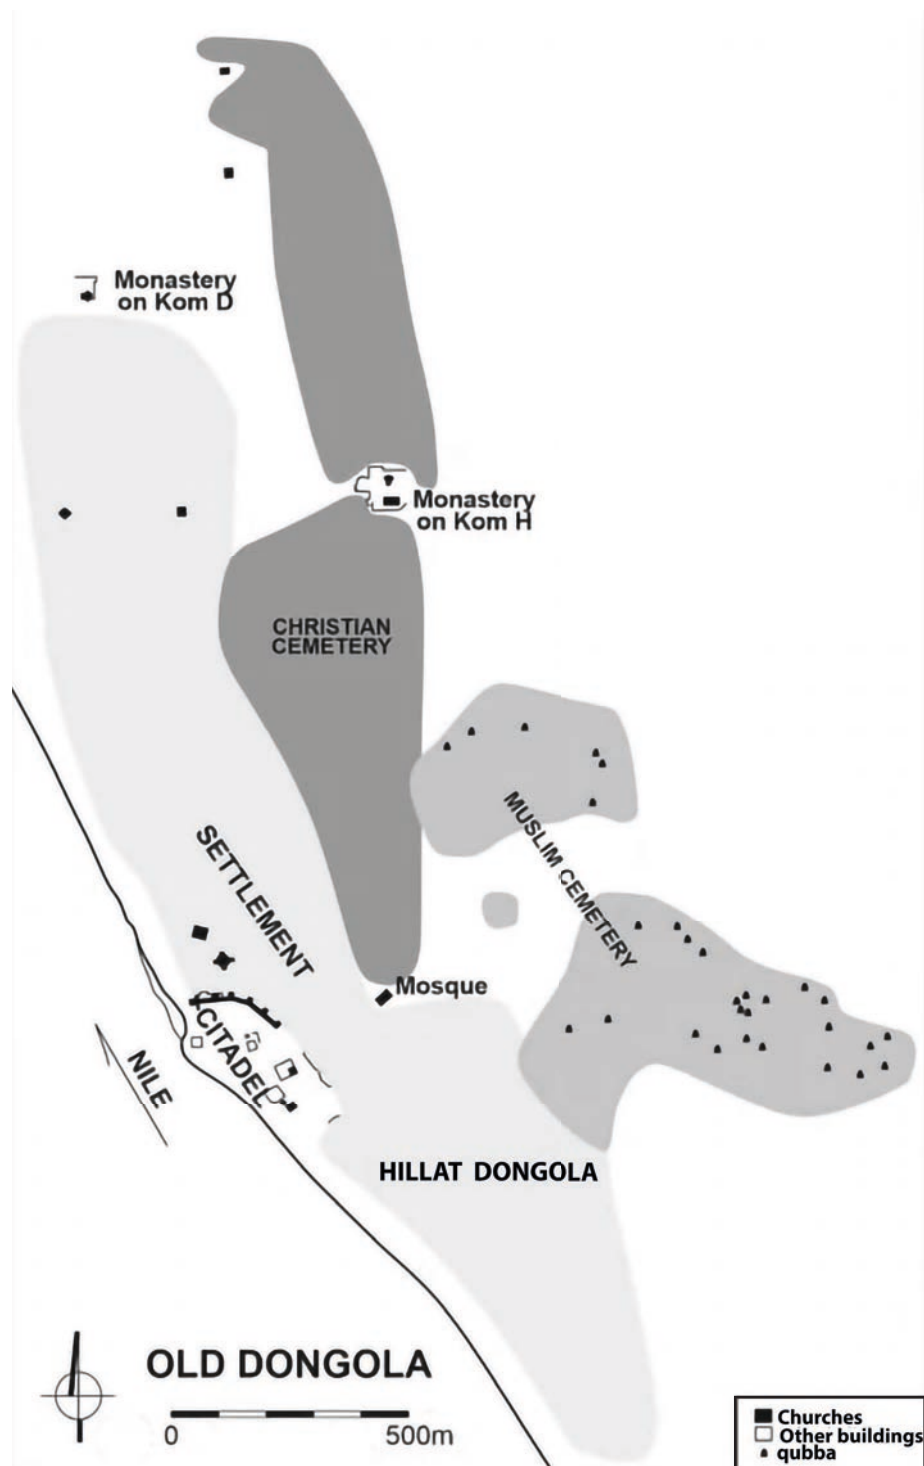 Monastery
on Kom D
Monastery
on Kom H
CHRISTIAN
CEMETERY
MUSLIM CEMETERY
SETTLEMENT
Mosque
CITADEL
NILE
HILLAT DONGOLA
OLD DONGOLA
0 500m
Churches
Other buildings
qubba